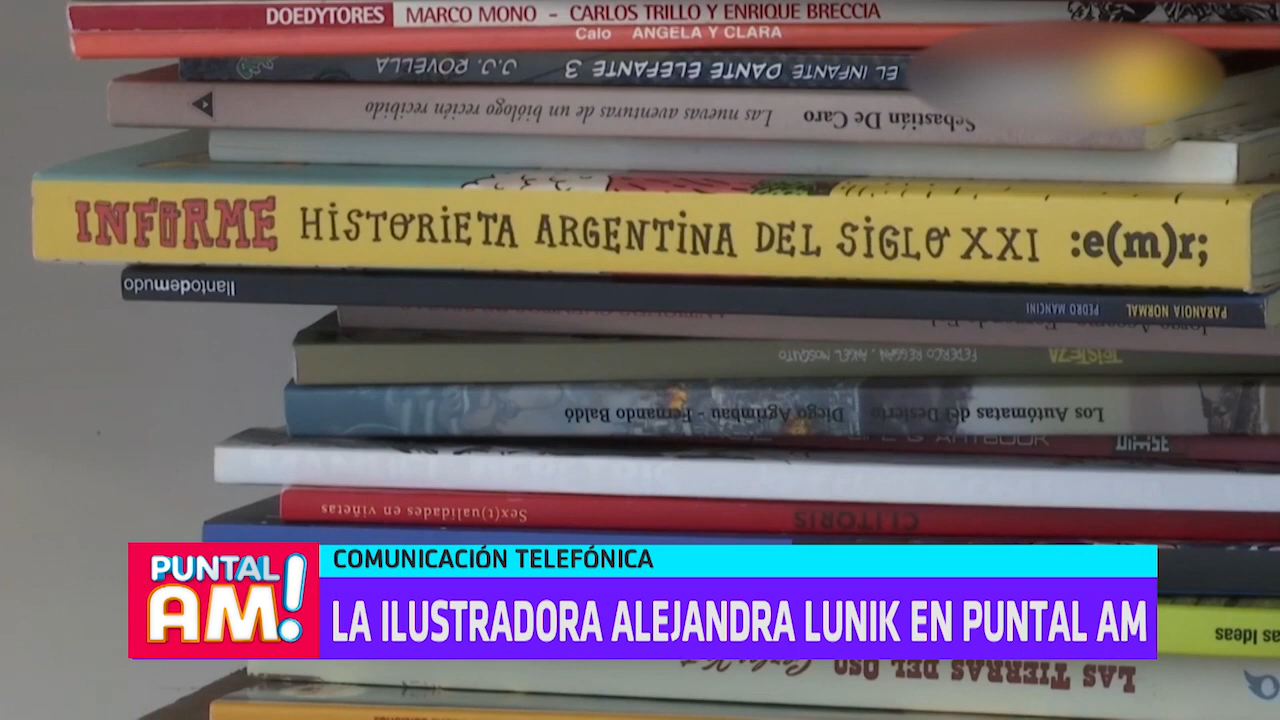 DOEDYTORES MARCO MONO - CARLOS TRILLO Y ENRIQUE BRECCIA
Calo ANGELA Y CLARA
EL INFANTE DANTE ELEFANTE 3 J.J. ROVELLA
Sebastián De Caro Las nuevas aventuras de un biólogo recién recibido
INFORME HISTORIETA ARGENTINA DEL SIGLO XXI :e(m)r;
PARANOIA NORMAL PEDRO MANCINI llantodemudo
TRISTEZA FEDERICO REGGIANI . ANGEL MOSQUITO
Los Autómatas del Desierto Diego Agrimbau - Fernando Baldó
ARTBOOK
CLITORIS Sex(t)ualidades en viñetas
PUNTAL AM!
COMUNICACIÓN TELEFÓNICA
LA ILUSTRADORA ALEJANDRA LUNIK EN PUNTAL AM
Ideas
LAS TIERRAS DEL OSO